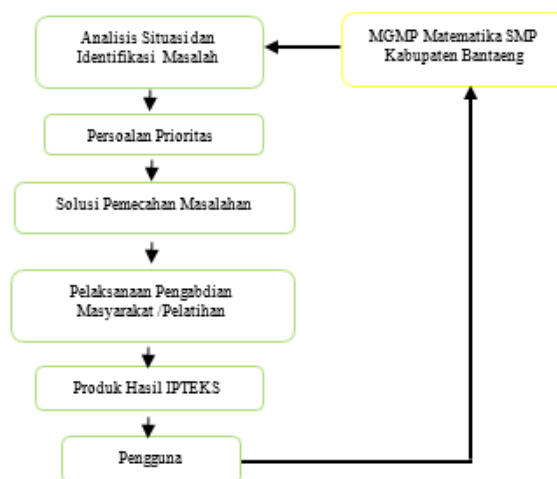 Analisis Situasi dan
Identifikasi Masalah
MGMP Matematika SMP
Kabupaten Bantaeng
Persoalan Prioritas
Solusi Pemecahan Masalahan
Pelaksanaan Pengabdian
Masyarakat /Pelatihan
Produk Hasil IPTEKS
Pengguna